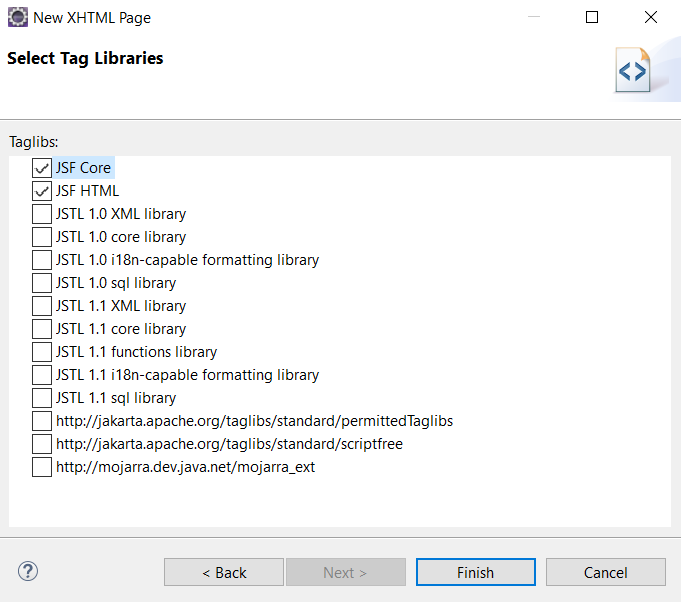 New XHTML Page
Select Tag Libraries
Taglibs:
JSF Core
JSF HTML
JSTL 1.0 XML library
JSTL 1.0 core library
JSTL 1.0 i18n-capable formatting library
JSTL 1.0 sql library
JSTL 1.1 XML library
JSTL 1.1 core library
JSTL 1.1 functions library
JSTL 1.1 i18n-capable formatting library
JSTL 1.1 sql library
http://jakarta.apache.org/taglibs/standard/permittedTaglibs
http://jakarta.apache.org/taglibs/standard/scriptfree
http://mojarra.dev.java.net/mojarra_ext
< Back
Next >
Finish
Cancel